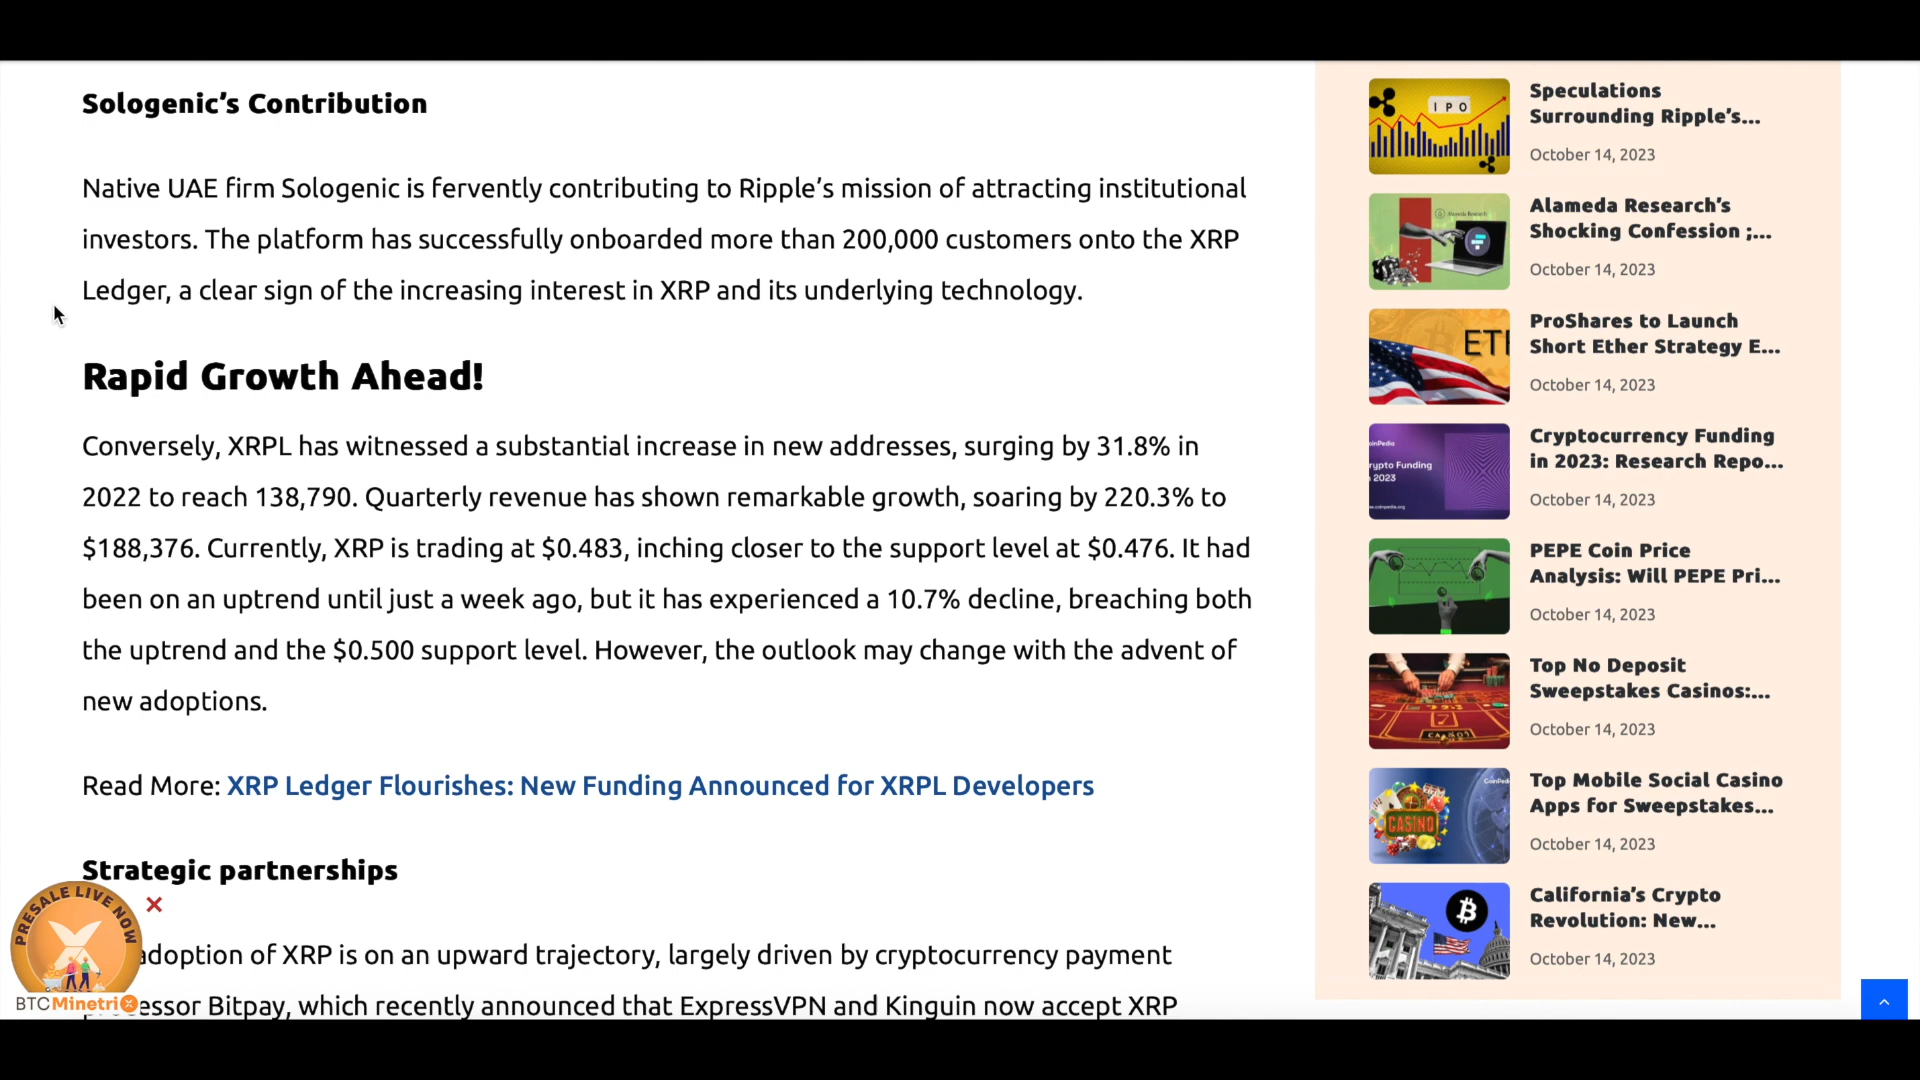 Sologenic’s Contribution
Native UAE firm Sologenic is fervently contributing to Ripple’s mission of attracting institutional
investors. The platform has successfully onboarded more than 200,000 customers onto the XRP
Ledger, a clear sign of the increasing interest in XRP and its underlying technology.
Rapid Growth Ahead!
Conversely, XRPL has witnessed a substantial increase in new addresses, surging by 31.8% in
2022 to reach 138,790. Quarterly revenue has shown remarkable growth, soaring by 220.3% to
$188,376. Currently, XRP is trading at $0.483, inching closer to the support level at $0.476. It had
been on an uptrend until just a week ago, but it has experienced a 10.7% decline, breaching both
the uptrend and the $0.500 support level. However, the outlook may change with the advent of
new adoptions.
Read More: XRP Ledger Flourishes: New Funding Announced for XRPL Developers
Strategic partnerships
adoption of XRP is on an upward trajectory, largely driven by cryptocurrency payment
Bitpay, which recently announced that ExpressVPN and Kinguin now accept XRP
PRESALE LIVE NOW
BTC Minetrix
IPO
Speculations
Surrounding Ripple’s...
October 14, 2023
Alameda Research
Alameda Research’s
Shocking Confession ;...
October 14, 2023
ETF
ProShares to Launch
Short Ether Strategy E...
October 14, 2023
Cryptocurrency Funding
in 2023: Research Repo...
October 14, 2023
PEPE Coin Price
Analysis: Will PEPE Pri...
October 14, 2023
Top No Deposit
Sweepstakes Casinos:...
October 14, 2023
CASINO
Top Mobile Social Casino
Apps for Sweepstakes...
October 14, 2023
California’s Crypto
Revolution: New...
October 14, 2023